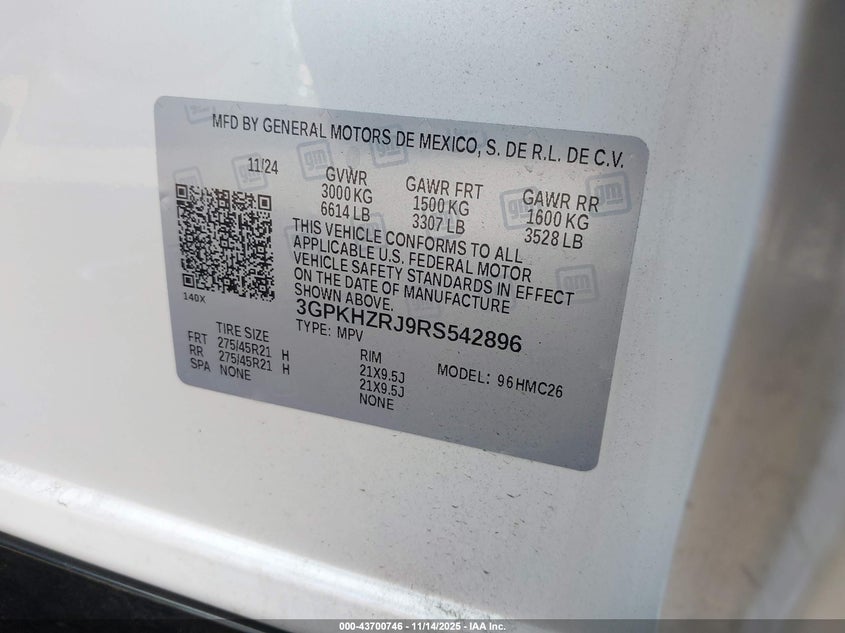 MFD BY GENERAL MOTORS DE MEXICO, S. DE R.L. DE C.V.
11/24 GVWR GAWR FRT GAWR RR
3000 KG 1500 KG 1600 KG
6614 LB 3307 LB 3528 LB
THIS VEHICLE CONFORMS TO ALL
APPLICABLE U.S. FEDERAL MOTOR
VEHICLE SAFETY STANDARDS IN EFFECT
ON THE DATE OF MANUFACTURE
SHOWN ABOVE.
140X
3GPKHZRJ9RS542896
TYPE: MPV
TIRE SIZE RIM MODEL: 96HMC26
FRT 275/45R21 H 21X9.5J
RR 275/45R21 H 21X9.5J
SPA NONE NONE
gm
000-43700746 - 11/14/2025 - © IAA Inc.